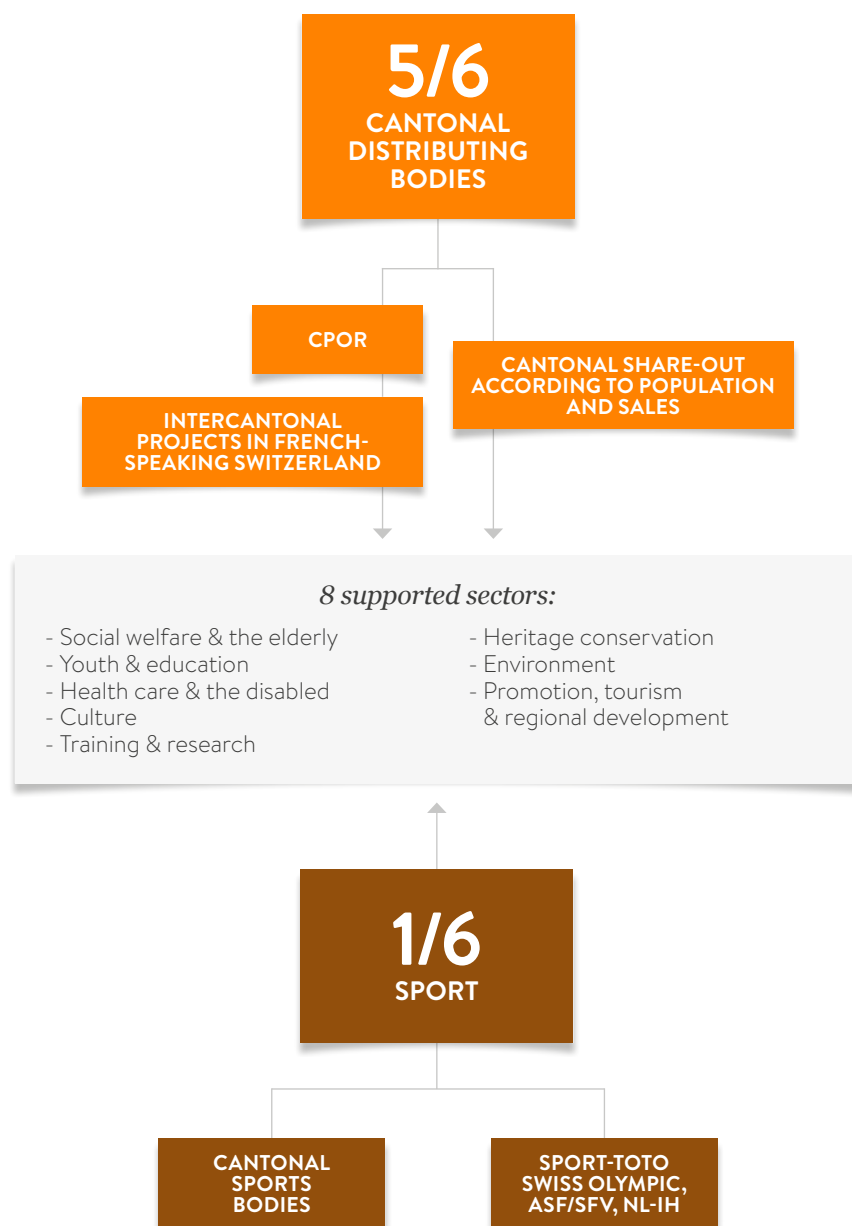 5/6
CANTONAL
DISTRIBUTING
BODIES
CPOR
CANTONAL SHARE-OUT
ACCORDING TO POPULATION
AND SALES
INTERCANTONAL
PROJECTS IN FRENCH-
SPEAKING SWITZERLAND
8 supported sectors:
- Social welfare & the elderly
- Youth & education
- Health care & the disabled
- Culture
- Training & research
- Heritage conservation
- Environment
- Promotion, tourism
& regional development
1/6
SPORT
CANTONAL
SPORTS
BODIES
SPORT-TOTO
SWISS OLYMPIC,
ASF/SFV, NL-IH